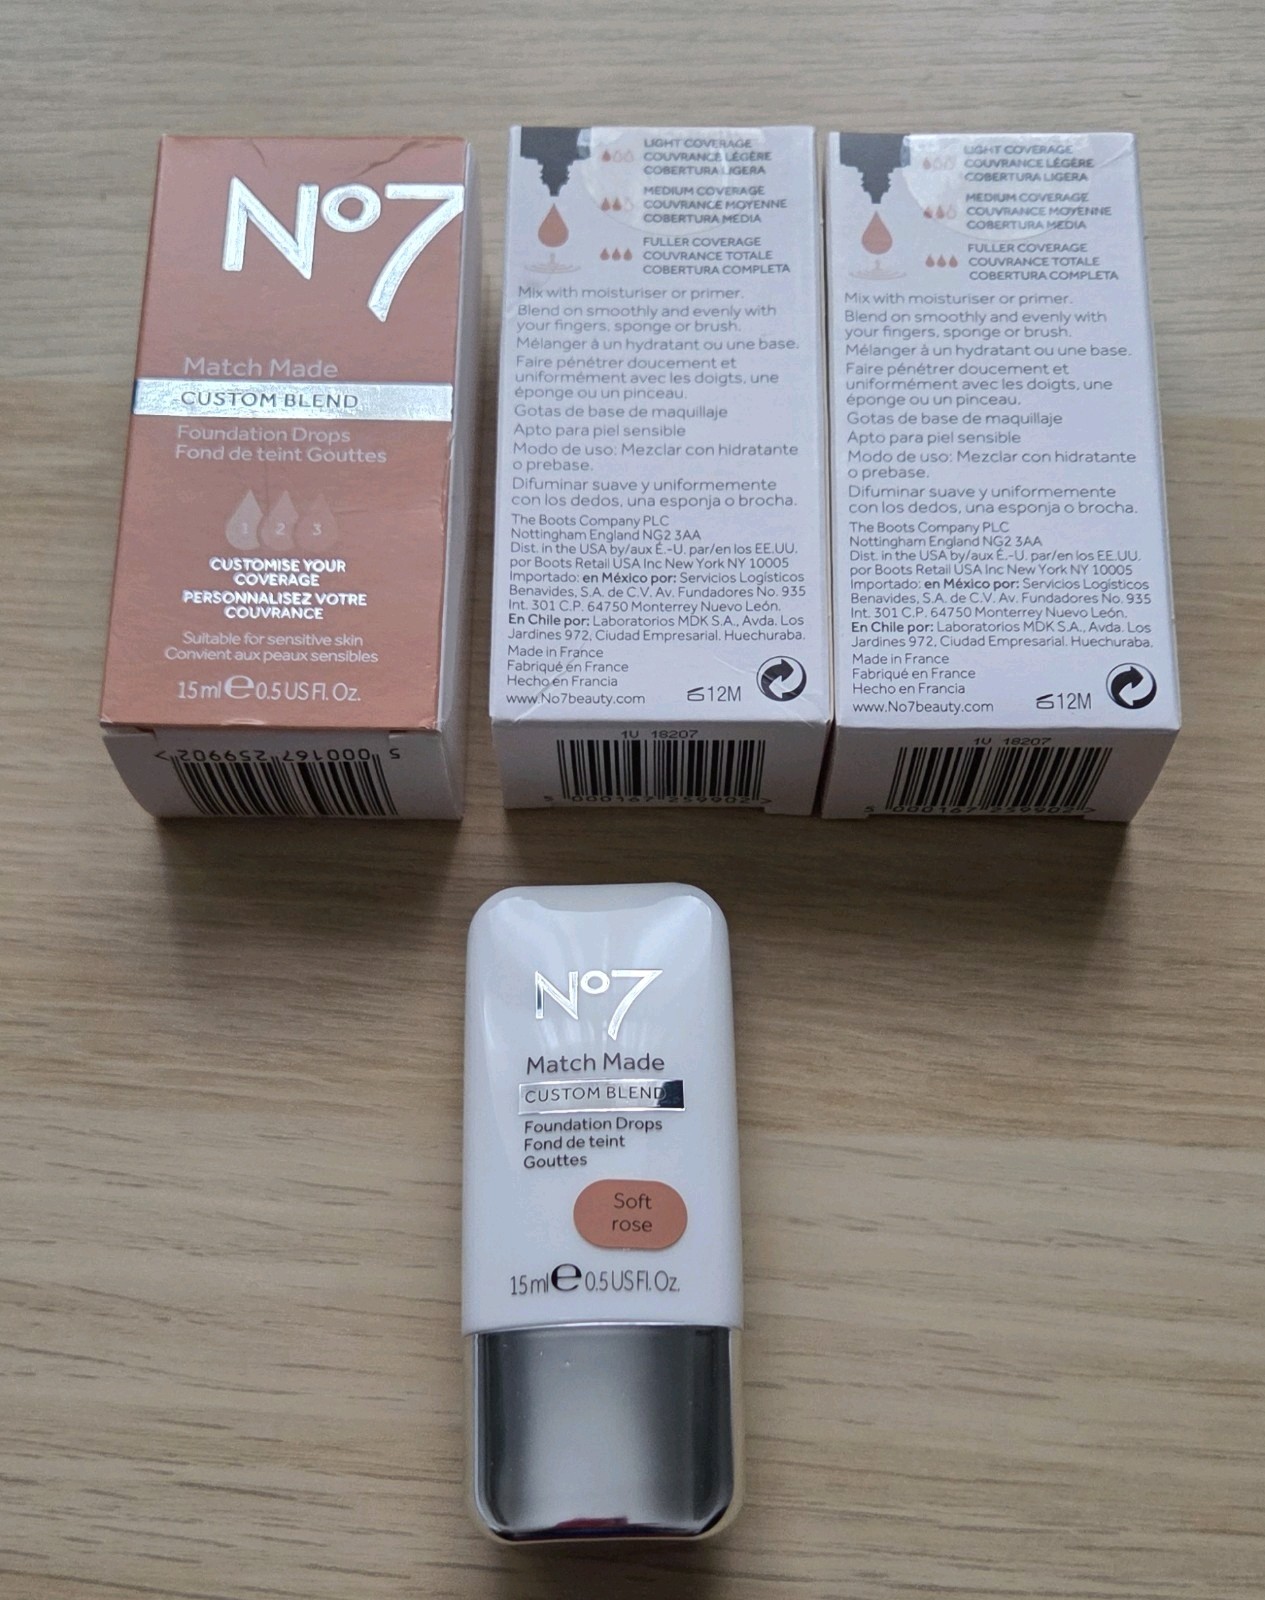 No7
Match Made
CUSTOM BLEND
Foundation Drops
Fond de teint Gouttes
1 2 3
CUSTOMISE YOUR
COVERAGE
PERSONNALISEZ VOTRE
COUVRANCE
Suitable for sensitive skin
Convient aux peaux sensibles
15 ml e 0.5 US Fl. Oz.
5 000167 259902 >
LIGHT COVERAGE
COUVRANCE LÉGÈRE
COBERTURA LIGERA
MEDIUM COVERAGE
COUVRANCE MOYENNE
COBERTURA MEDIA
FULLER COVERAGE
COUVRANCE TOTALE
COBERTURA COMPLETA
Mix with moisturiser or primer.
Blend on smoothly and evenly with
your fingers, sponge or brush.
Mélanger à un hydratant ou une base.
Faire pénétrer doucement et
uniformément avec les doigts, une
éponge ou un pinceau.
Gotas de base de maquillaje
Apto para piel sensible
Modo de uso: Mezclar con hidratante
o prebase.
Difuminar suave y uniformemente
con los dedos, una esponja o brocha.
The Boots Company PLC
Nottingham England NG2 3AA
Dist. in the USA by/aux É.-U. par/en los EE.UU.
por Boots Retail USA Inc New York NY 10005
Importado: en México por: Servicios Logísticos
Benavides, S.A. de C.V. Av. Fundadores No. 935
Int. 301 C.P. 64750 Monterrey Nuevo León.
En Chile por: Laboratorios MDK S.A., Avda. Los
Jardines 972, Ciudad Empresarial. Huechuraba.
Made in France
Fabriqué en France
Hecho en Francia
www.No7beauty.com
12M
1U 18207
5 000167 259902 >
LIGHT COVERAGE
COUVRANCE LÉGÈRE
COBERTURA LIGERA
MEDIUM COVERAGE
COUVRANCE MOYENNE
COBERTURA MEDIA
FULLER COVERAGE
COUVRANCE TOTALE
COBERTURA COMPLETA
Mix with moisturiser or primer.
Blend on smoothly and evenly with
your fingers, sponge or brush.
Mélanger à un hydratant ou une base.
Faire pénétrer doucement et
uniformément avec les doigts, une
éponge ou un pinceau.
Gotas de base de maquillaje
Apto para piel sensible
Modo de uso: Mezclar con hidratante
o prebase.
Difuminar suave y uniformemente
con los dedos, una esponja o brocha.
The Boots Company PLC
Nottingham England NG2 3AA
Dist. in the USA by/aux É.-U. par/en los EE.UU.
por Boots Retail USA Inc New York NY 10005
Importado: en México por: Servicios Logísticos
Benavides, S.A. de C.V. Av. Fundadores No. 935
Int. 301 C.P. 64750 Monterrey Nuevo León.
En Chile por: Laboratorios MDK S.A., Avda. Los
Jardines 972, Ciudad Empresarial. Huechuraba.
Made in France
Fabriqué en France
Hecho en Francia
www.No7beauty.com
12M
1U 18207
5 000167 259902 >
No7
Match Made
CUSTOM BLEND
Foundation Drops
Fond de teint
Gouttes
Soft
rose
15 ml e 0.5 US Fl. Oz.